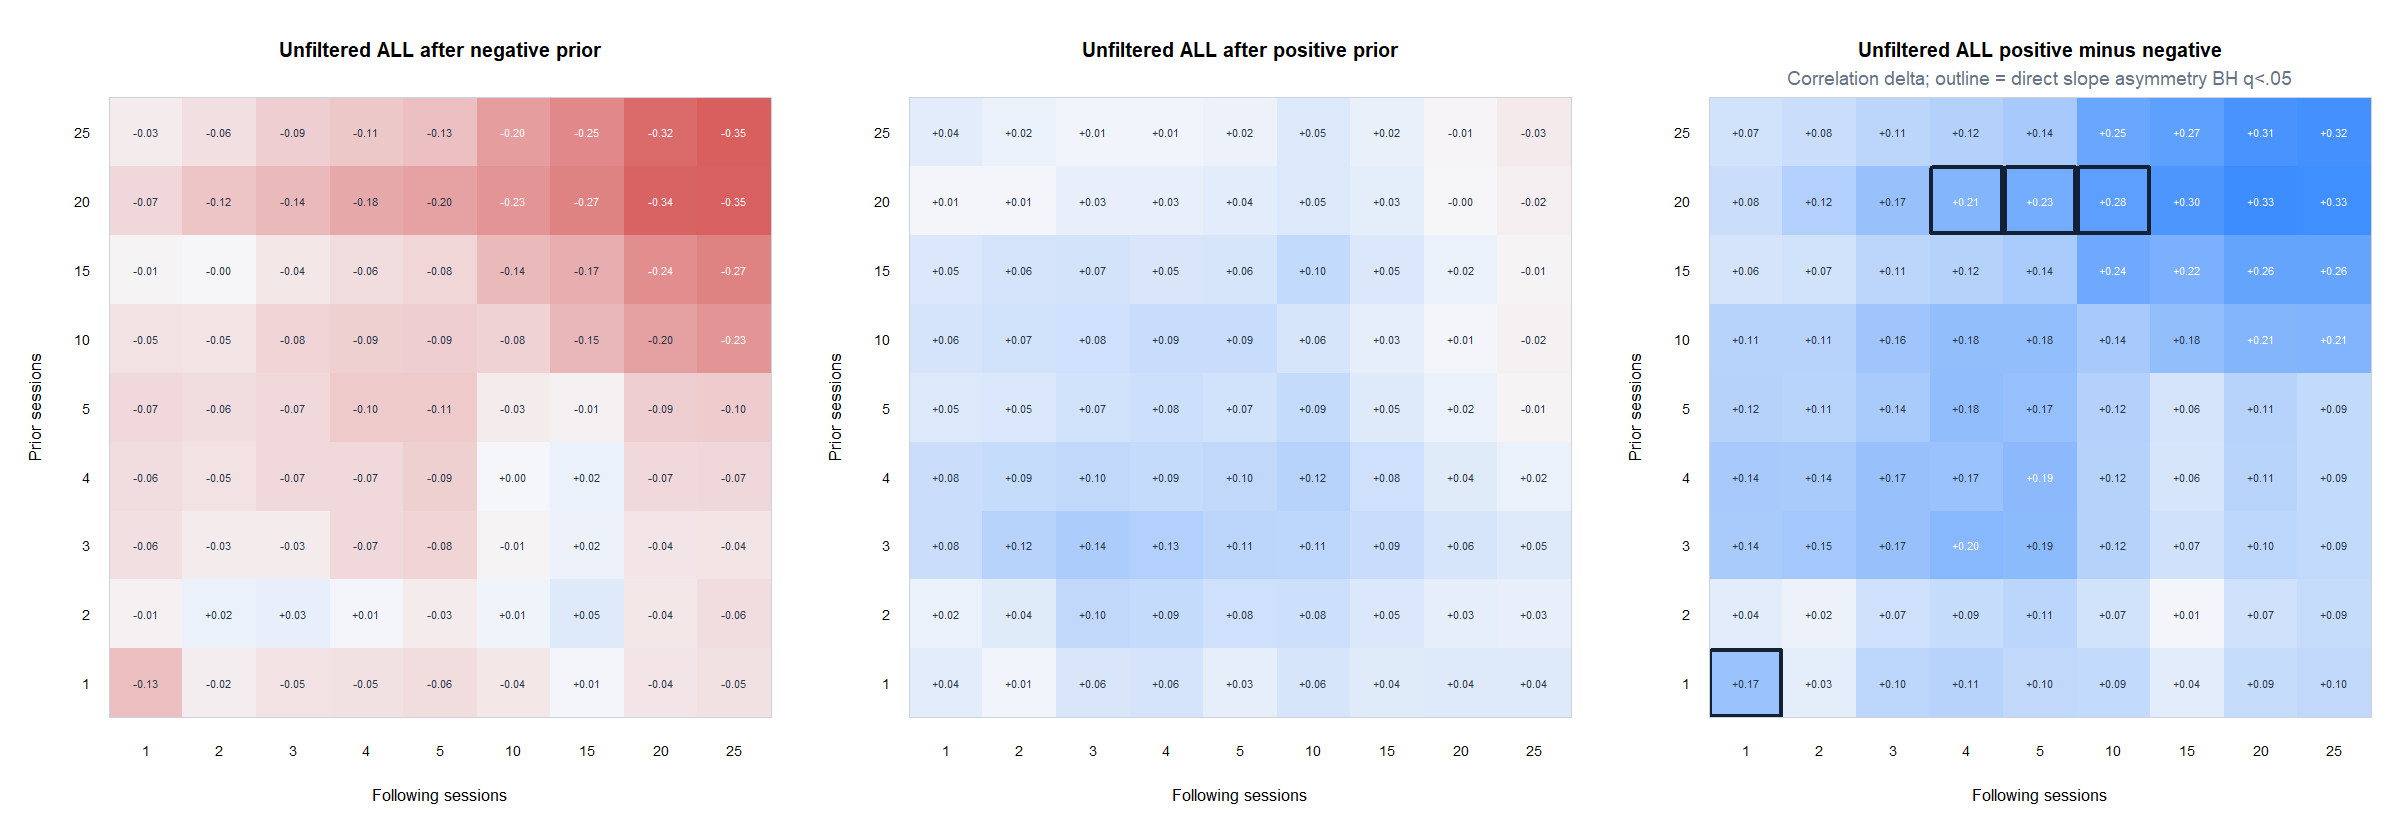 Unfiltered ALL after negative prior
25 -0.03 -0.06 -0.09 -0.11 -0.13 -0.20 -0.25 -0.32 -0.35
20 -0.07 -0.12 -0.14 -0.18 -0.20 -0.23 -0.27 -0.34 -0.35
15 -0.01 -0.00 -0.04 -0.06 -0.08 -0.14 -0.17 -0.24 -0.27
10 -0.05 -0.05 -0.08 -0.09 -0.09 -0.08 -0.15 -0.20 -0.23
5 -0.07 -0.06 -0.07 -0.10 -0.11 -0.03 -0.01 -0.09 -0.10
4 -0.06 -0.05 -0.07 -0.07 -0.09 +0.00 +0.02 -0.07 -0.07
3 -0.06 -0.03 -0.03 -0.07 -0.08 -0.01 +0.02 -0.04 -0.04
2 -0.01 +0.02 +0.03 +0.01 -0.03 +0.01 +0.05 -0.04 -0.06
1 -0.13 -0.02 -0.05 -0.05 -0.06 -0.04 +0.01 -0.04 -0.05
1 2 3 4 5 10 15 20 25
Prior sessions
Following sessions
Unfiltered ALL after positive prior
25 +0.04 +0.02 +0.01 +0.01 +0.02 +0.05 +0.02 -0.01 -0.03
20 +0.01 +0.01 +0.03 +0.03 +0.04 +0.05 +0.03 -0.00 -0.02
15 +0.05 +0.06 +0.07 +0.05 +0.06 +0.10 +0.05 +0.02 -0.01
10 +0.06 +0.07 +0.08 +0.09 +0.09 +0.06 +0.03 +0.01 -0.02
5 +0.05 +0.05 +0.07 +0.08 +0.07 +0.09 +0.05 +0.02 -0.01
4 +0.08 +0.09 +0.10 +0.09 +0.10 +0.12 +0.08 +0.04 +0.02
3 +0.08 +0.12 +0.14 +0.13 +0.11 +0.11 +0.09 +0.06 +0.05
2 +0.02 +0.04 +0.10 +0.09 +0.08 +0.08 +0.05 +0.03 +0.03
1 +0.04 +0.01 +0.06 +0.06 +0.03 +0.06 +0.04 +0.04 +0.04
1 2 3 4 5 10 15 20 25
Prior sessions
Following sessions
Unfiltered ALL positive minus negative
Correlation delta; outline = direct slope asymmetry BH q<.05
25 +0.07 +0.08 +0.11 +0.12 +0.14 +0.25 +0.27 +0.31 +0.32
20 +0.08 +0.12 +0.17 +0.21 +0.23 +0.28 +0.30 +0.33 +0.33
15 +0.06 +0.07 +0.11 +0.12 +0.14 +0.24 +0.22 +0.26 +0.26
10 +0.11 +0.11 +0.16 +0.18 +0.18 +0.14 +0.18 +0.21 +0.21
5 +0.12 +0.11 +0.14 +0.18 +0.17 +0.12 +0.06 +0.11 +0.09
4 +0.14 +0.14 +0.17 +0.17 +0.19 +0.12 +0.06 +0.11 +0.09
3 +0.14 +0.15 +0.17 +0.20 +0.19 +0.12 +0.07 +0.10 +0.09
2 +0.04 +0.02 +0.07 +0.09 +0.11 +0.07 +0.01 +0.07 +0.09
1 +0.17 +0.03 +0.10 +0.11 +0.10 +0.09 +0.04 +0.09 +0.10
1 2 3 4 5 10 15 20 25
Prior sessions
Following sessions